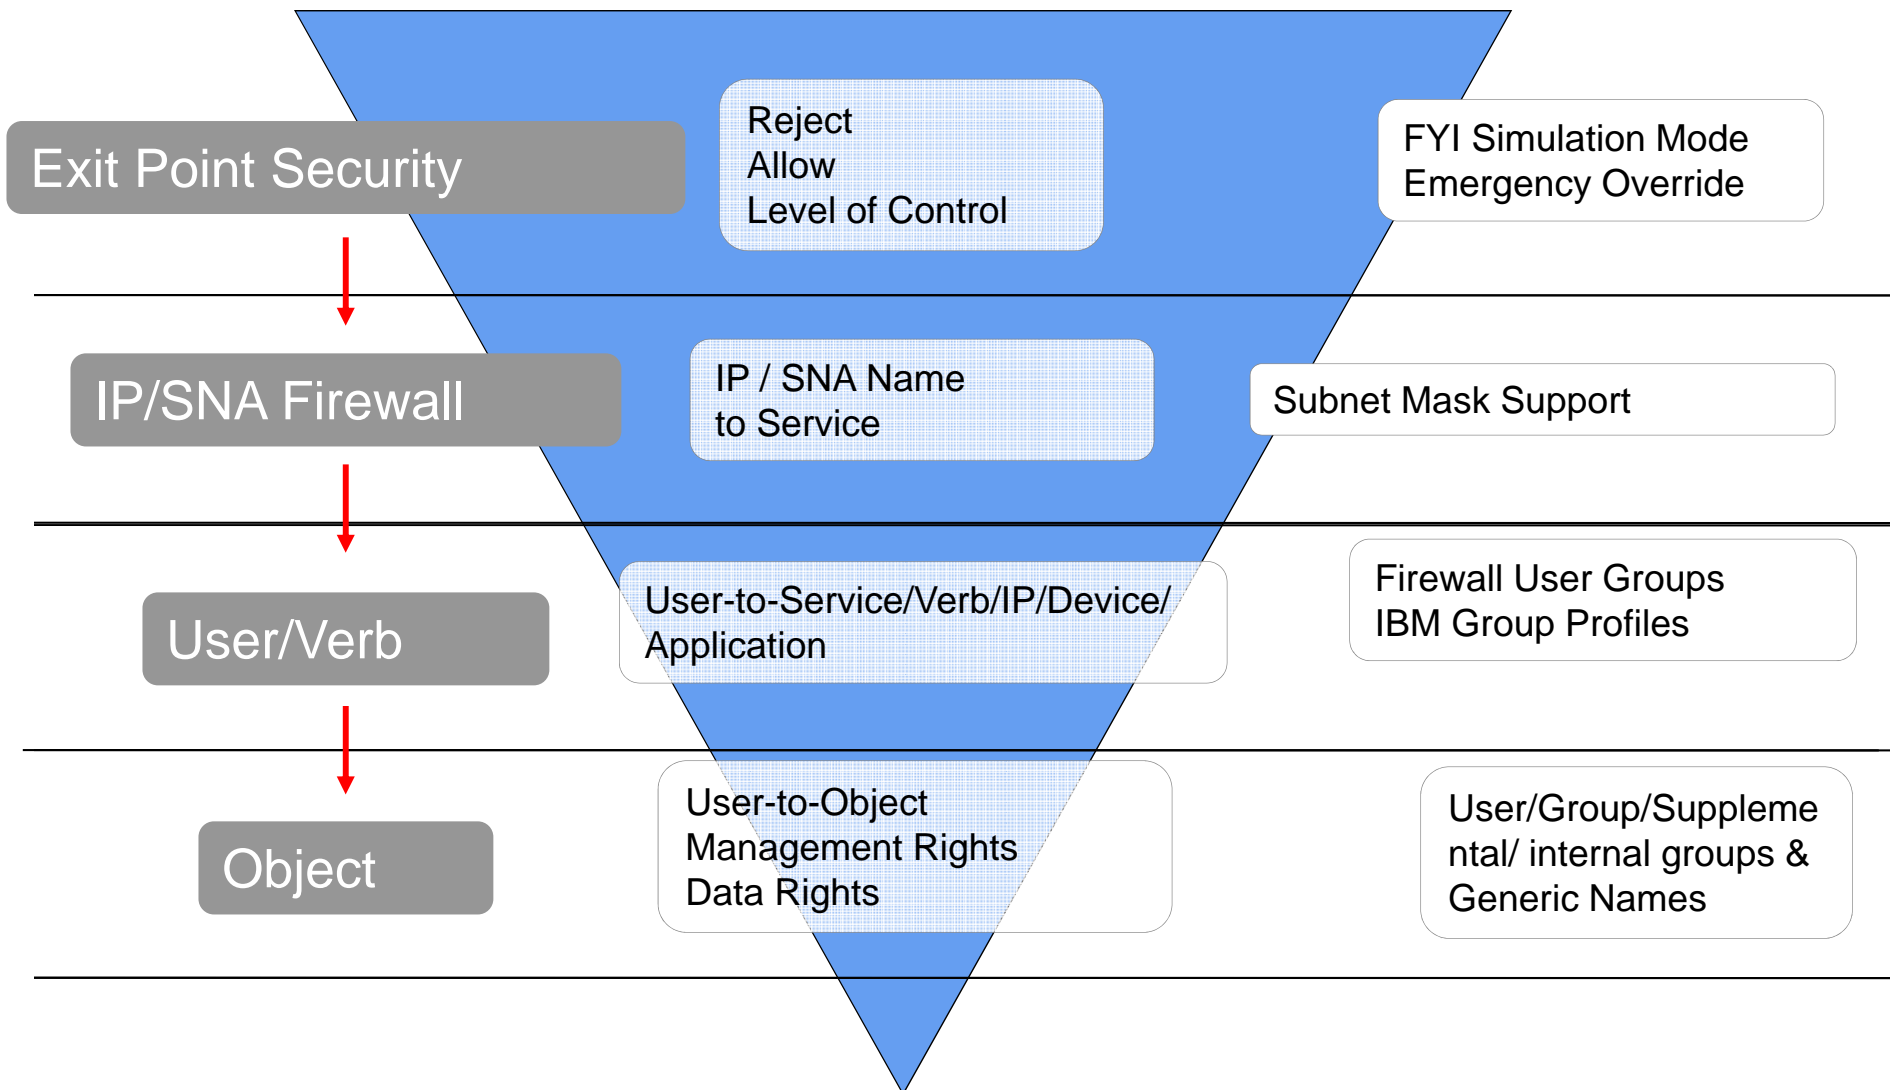 Exit Point Security
Reject
Allow
Level of Control
FYI Simulation Mode
Emergency Override
IP/SNA Firewall
IP / SNA Name
to Service
Subnet Mask Support
User/Verb
User-to-Service/Verb/IP/Device/
Application
Firewall User Groups
IBM Group Profiles
Object
User-to-Object
Management Rights
Data Rights
User/Group/Suppleme
ntal/ internal groups &
Generic Names